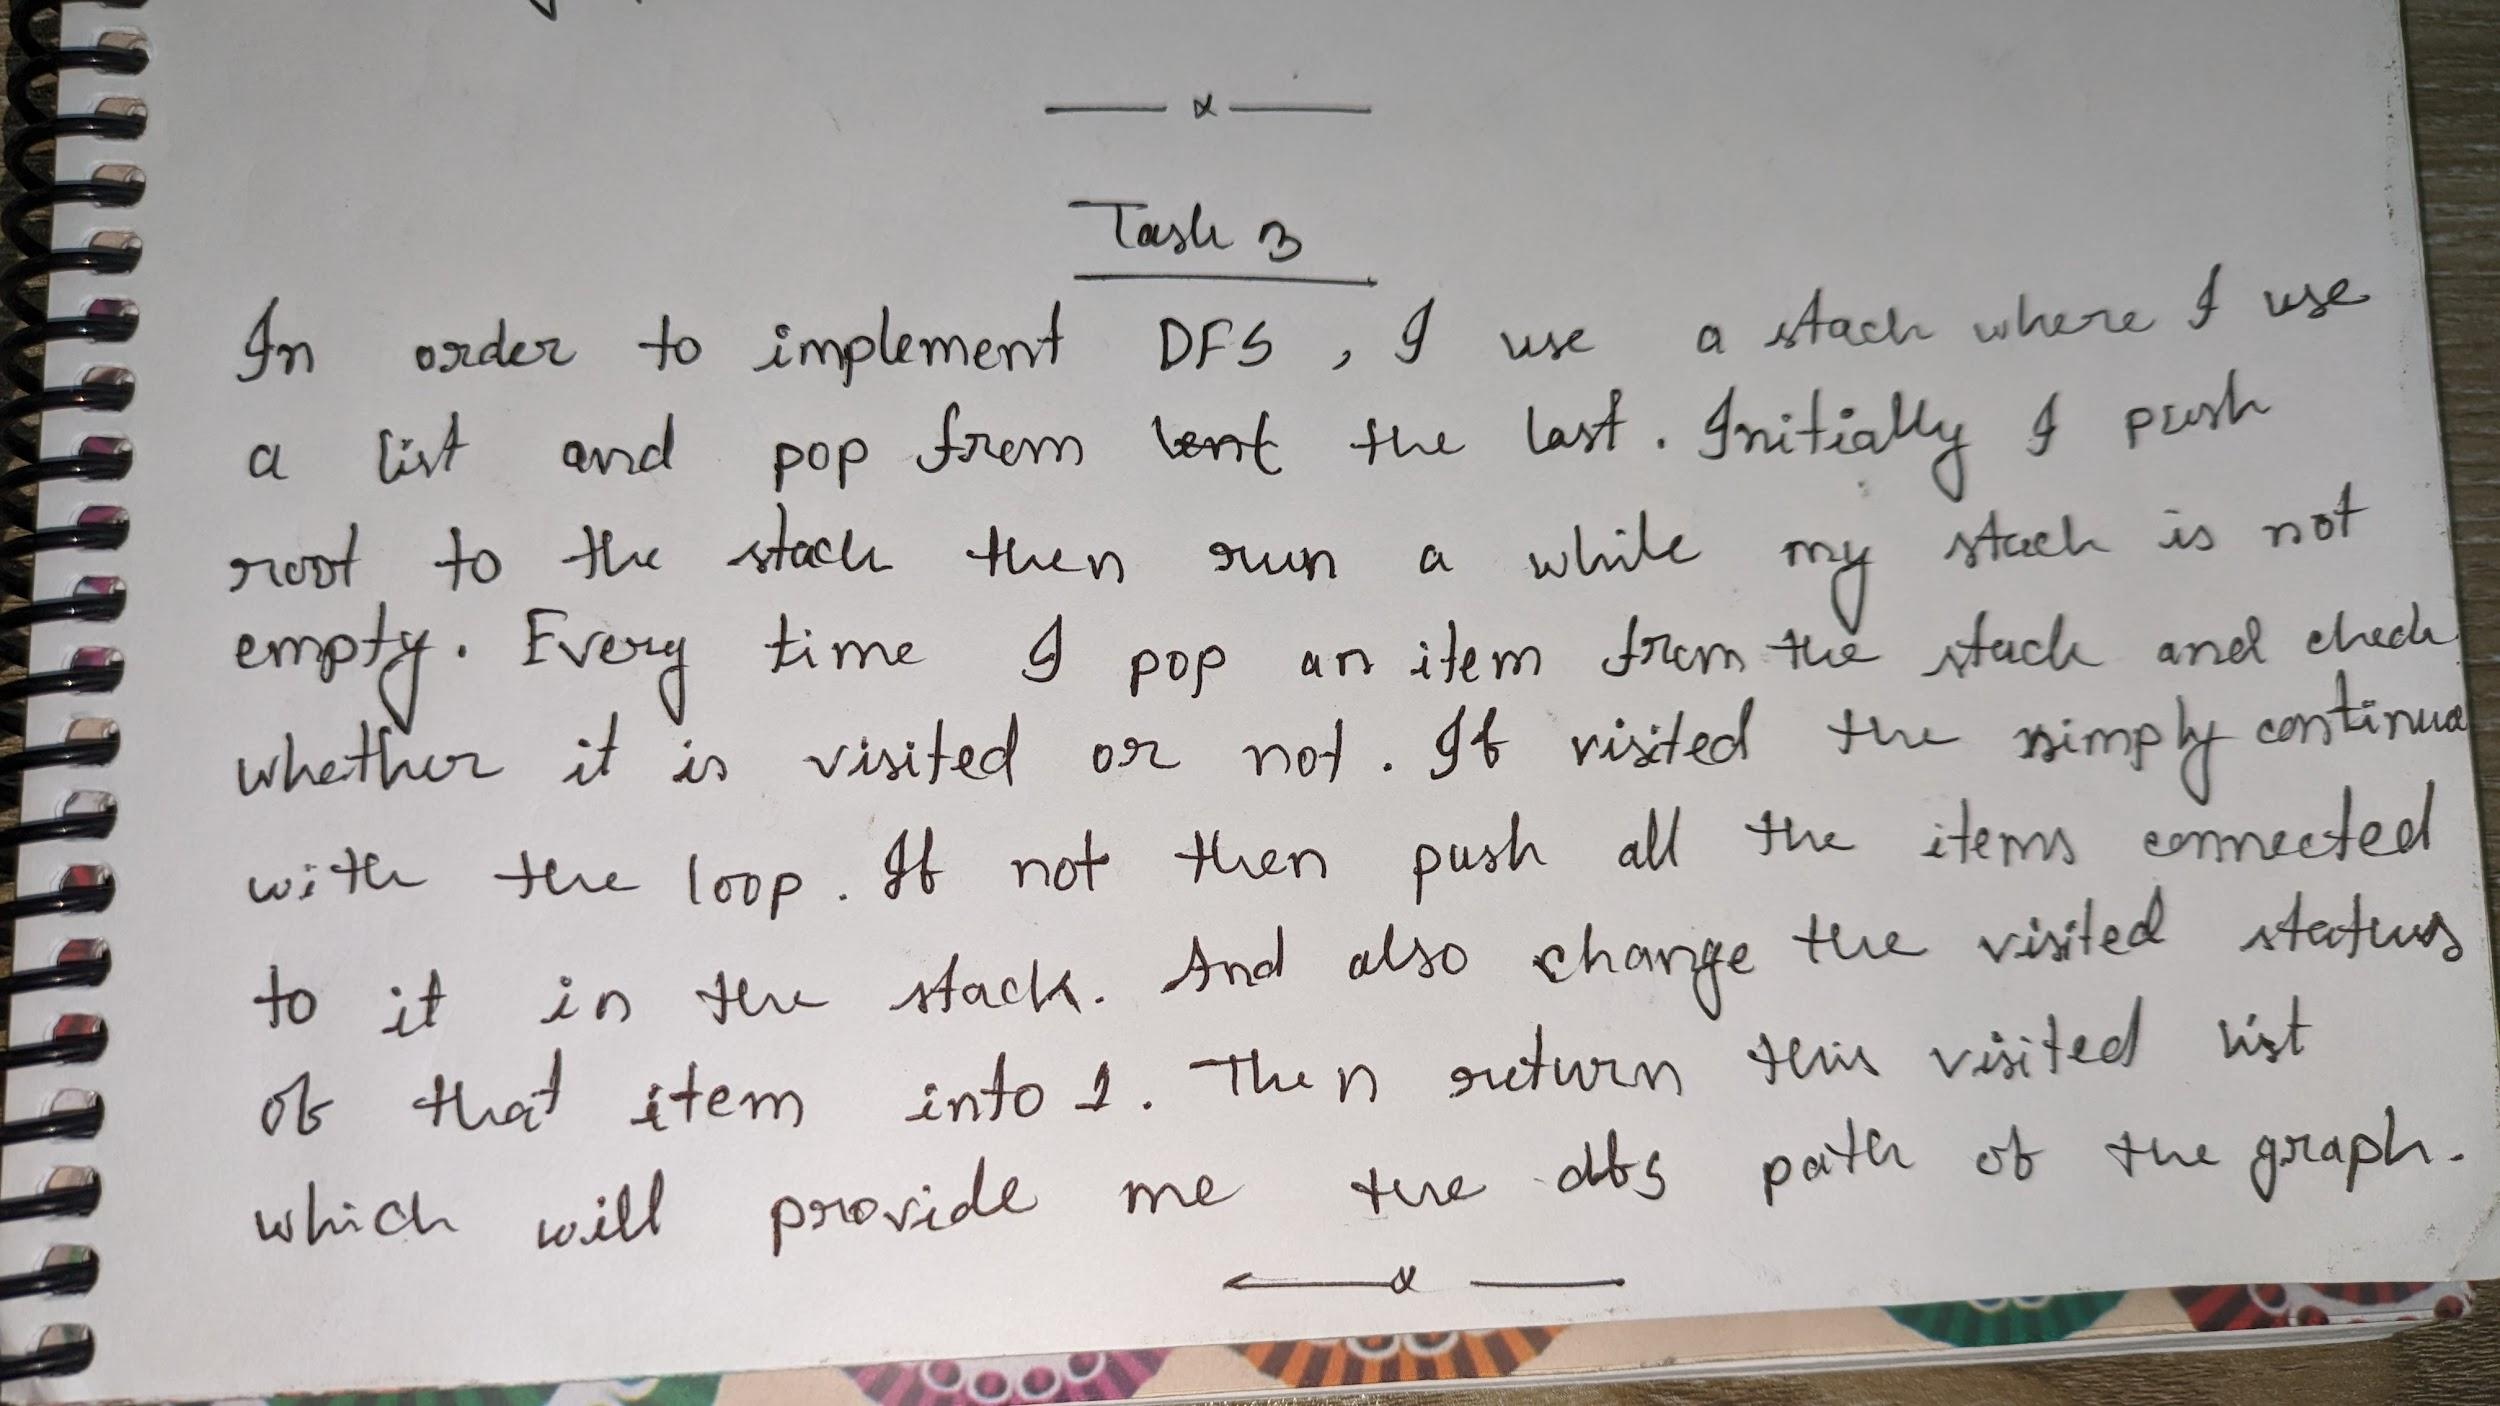 Task 3
In order to implement DFS, I use a stack where I use
a list and pop from the last. Initially I push
root to the stack then run a while my stack is not
empty. Every time I pop an item from the stack and check
whether it is visited or not. If visited the simply continue
with the loop. If not then push all the items connected
to it in the stack. And also change the visited status
of that item into 1. Then return this visited list
which will provide me the dfs path of the graph.